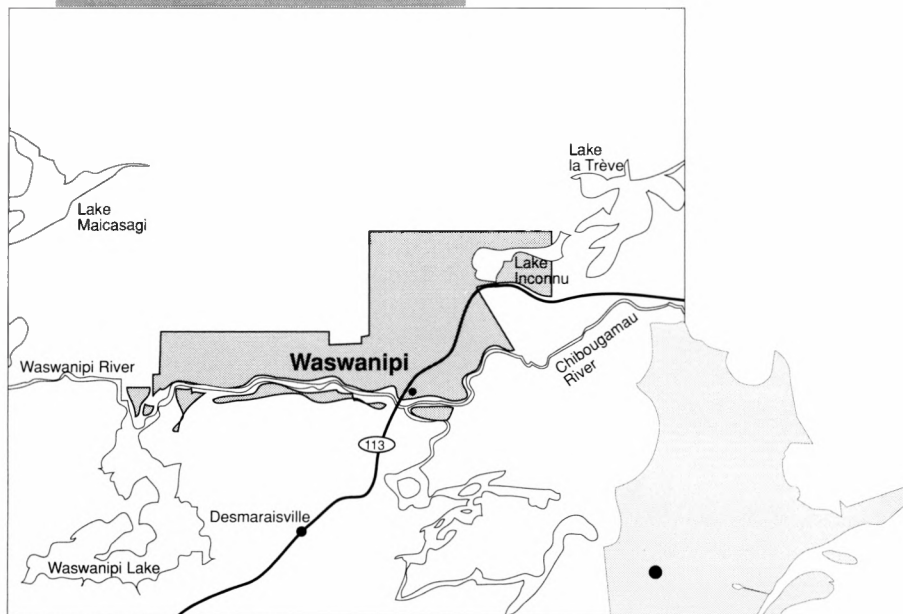 Lake
la Trève
Lake
Maicasagi
Lake
Inconnu
Waswanipi
Waswanipi River
Chibougamau
River
113
Desmaraisville
Waswanipi Lake